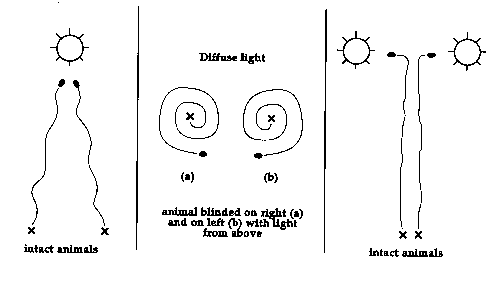 Diffuse light
(a)
(b)
animal blinded on right (a)
and on left (b) with light
from above
intact animals
intact animals